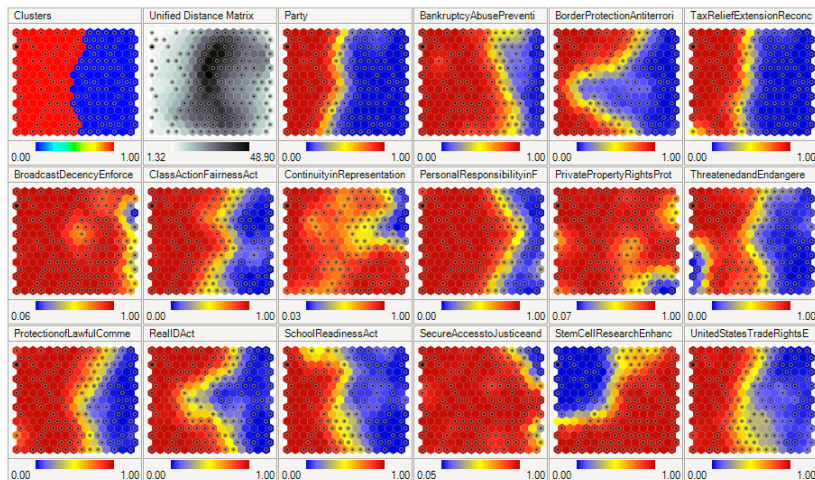 Clusters
Unified Distance Matrix
Party
BankruptcyAbusePreventi
BorderProtectionAntiterrori
TaxReliefExtensionReconc
0.00 1.00
1.32 48.90
0.00 1.00
0.00 1.00
0.00 1.00
0.00 1.00
BroadcastDecencyEnforce
ClassActionFairnessAct
ContinuityinRepresentation
PersonalResponsibilityinF
PrivatePropertyRightsProt
ThreatenedandEndangere
0.06 1.00
0.00 1.00
0.03 1.00
0.00 1.00
0.07 1.00
0.00 1.00
ProtectionofLawfulComme
RealIDAct
SchoolReadinessAct
SecureAccesstoJusticeand
StemCellResearchEnhanc
UnitedStatesTradeRightsE
0.00 1.00
0.00 1.00
0.00 1.00
0.05 1.00
0.00 1.00
0.00 1.00